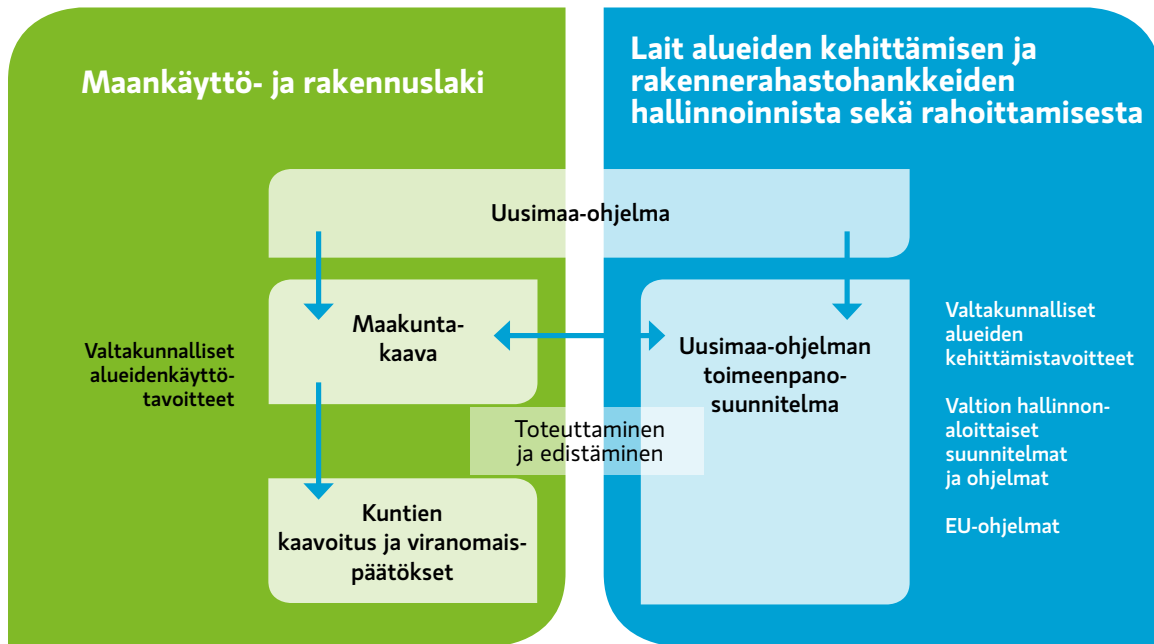 Maankäyttö- ja rakennuslaki
Lait alueiden kehittämisen ja
rakennerahastohankkeiden
hallinnoinnista sekä rahoittamisesta
Uusimaa-ohjelma
Valtakunnalliset
alueidenkäyttö-
tavoitteet
Maakunta-
kaava
Uusimaa-ohjelman
toimeenpano-
suunnitelma
Toteuttaminen
ja edistäminen
Kuntien
kaavoitus ja viranomais-
päätökset
Valtakunnalliset
alueiden
kehittämistavoitteet
Valtion hallinnon-
aloittaiset
suunnitelmat
ja ohjelmat
EU-ohjelmat